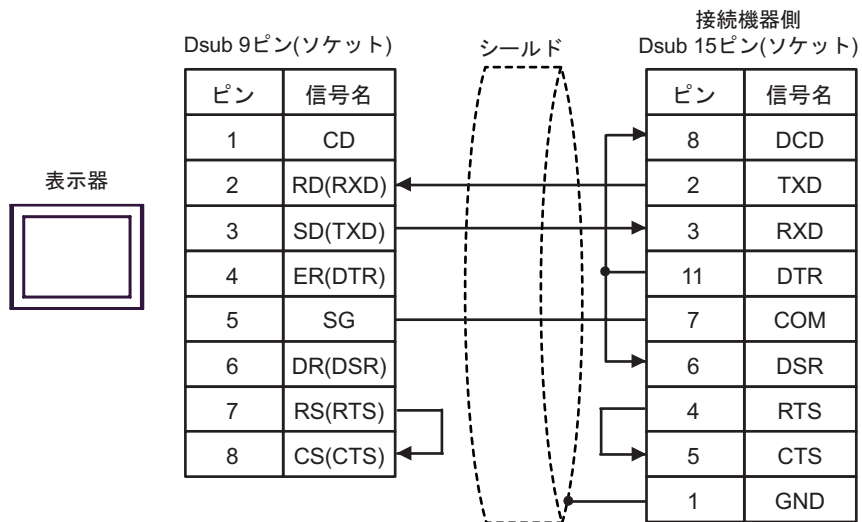 接続機器側
Dsub 9ピン(ソケット)
シールド
Dsub 15ピン(ソケット)
表示器
ピン 信号名
1 CD
2 RD(RXD)
3 SD(TXD)
4 ER(DTR)
5 SG
6 DR(DSR)
7 RS(RTS)
8 CS(CTS)
ピン 信号名
8 DCD
2 TXD
3 RXD
11 DTR
7 COM
6 DSR
4 RTS
5 CTS
1 GND